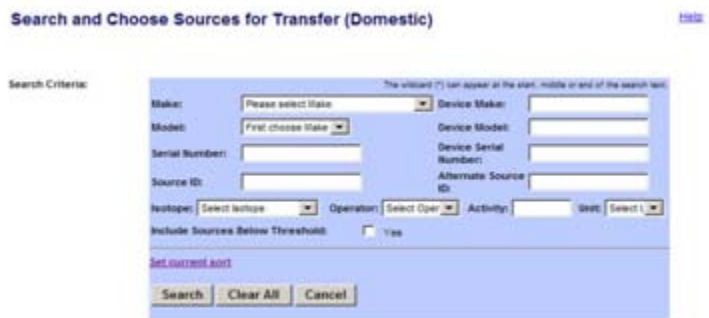 Search and Choose Sources for Transfer (Domestic) Help
Search Criteria:
The wildcard (*) can appear at the start, middle or end of the search text.
Make: Please select Make Device Make:
Model: First choose Make Device Model:
Serial Number: Device Serial Number:
Source ID: Alternate Source ID:
Isotope: Select Isotope Operator: Select Oper Activity: Unit: Select U
Include Sources Below Threshold: Yes
Set current sort
Search Clear All Cancel